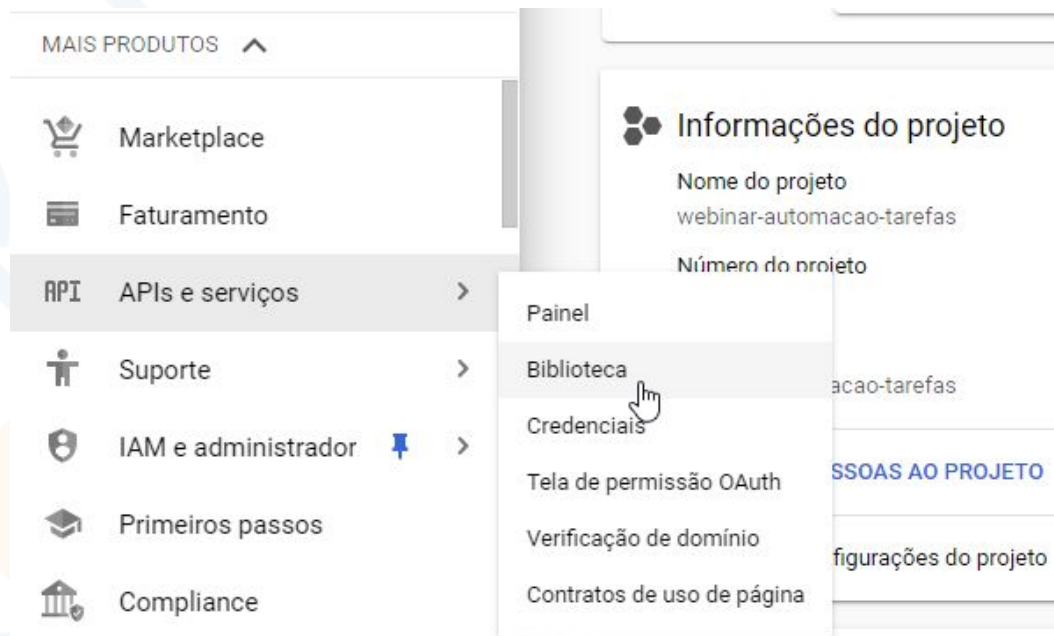 MAIS PRODUTOS
Marketplace
Faturamento
API APIs e serviços
Suporte
IAM e administrador
Primeiros passos
Compliance
Painel
Biblioteca
Credenciais
Tela de permissão OAuth
Verificação de domínio
Contratos de uso de página
Informações do projeto
Nome do projeto
webinar-automacao-tarefas
Número do projeto
acao-tarefas
SSOAS AO PROJETO
figurações do projeto